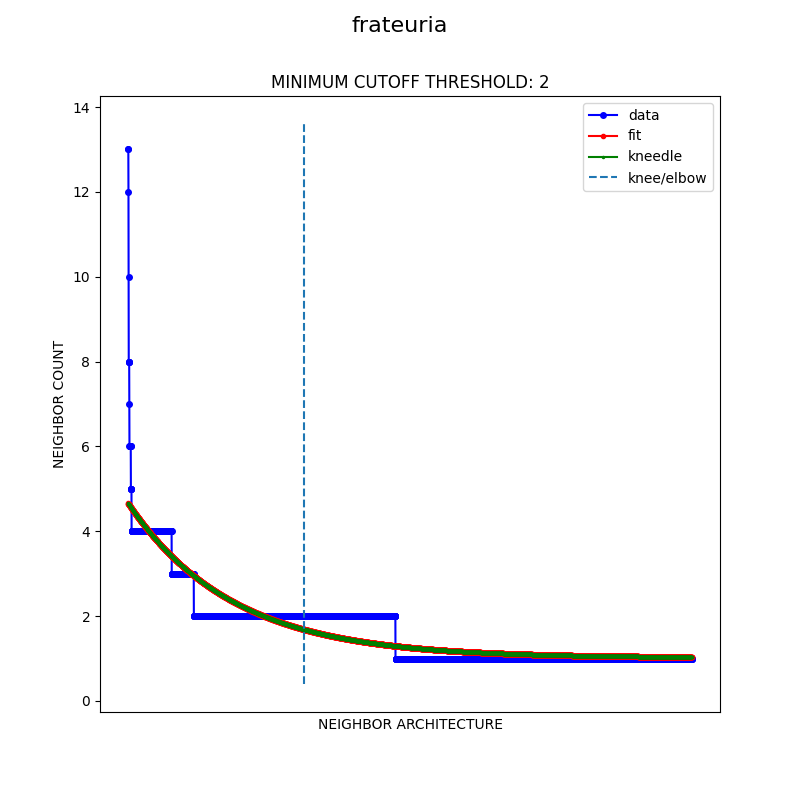 frateuria
MINIMUM CUTOFF THRESHOLD: 2
14
12
10
8
6
4
2
0
NEIGHBOR COUNT
data
fit
kneedle
knee/elbow
NEIGHBOR ARCHITECTURE